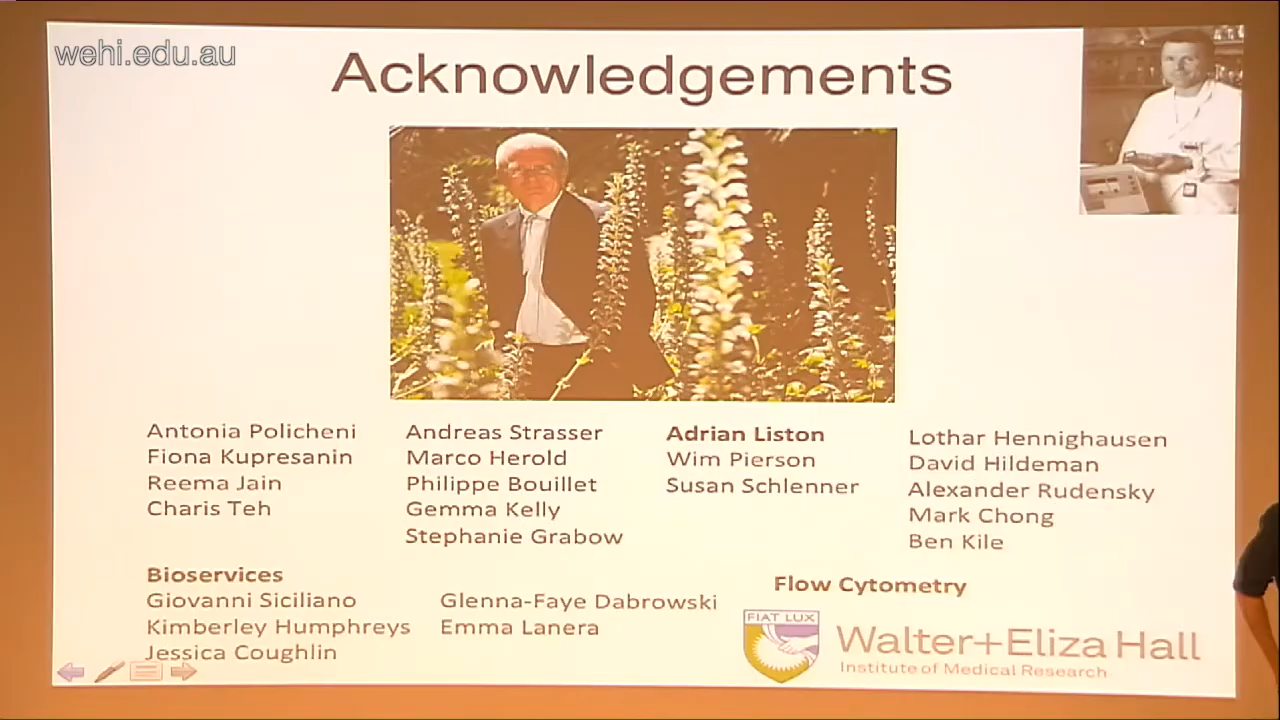 wehi.edu.au
Acknowledgements
Antonia Policheni
Fiona Kupresanin
Reema Jain
Charis Teh
Andreas Strasser
Marco Herold
Philippe Bouillet
Gemma Kelly
Stephanie Grabow
Adrian Liston
Wim Pierson
Susan Schlenner
Lothar Hennighausen
David Hildeman
Alexander Rudensky
Mark Chong
Ben Kile
Bioservices
Giovanni Siciliano
Kimberley Humphreys
Jessica Coughlin
Glenna-Faye Dabrowski
Emma Lanera
Flow Cytometry
FIAT LUX
Walter+Eliza Hall
Institute of Medical Research